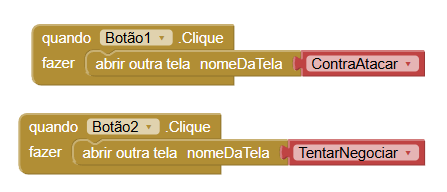 quando Botão1 .Clique
fazer abrir outra tela nomeDaTela ContraAtacar
quando Botão2 .Clique
fazer abrir outra tela nomeDaTela TentarNegociar